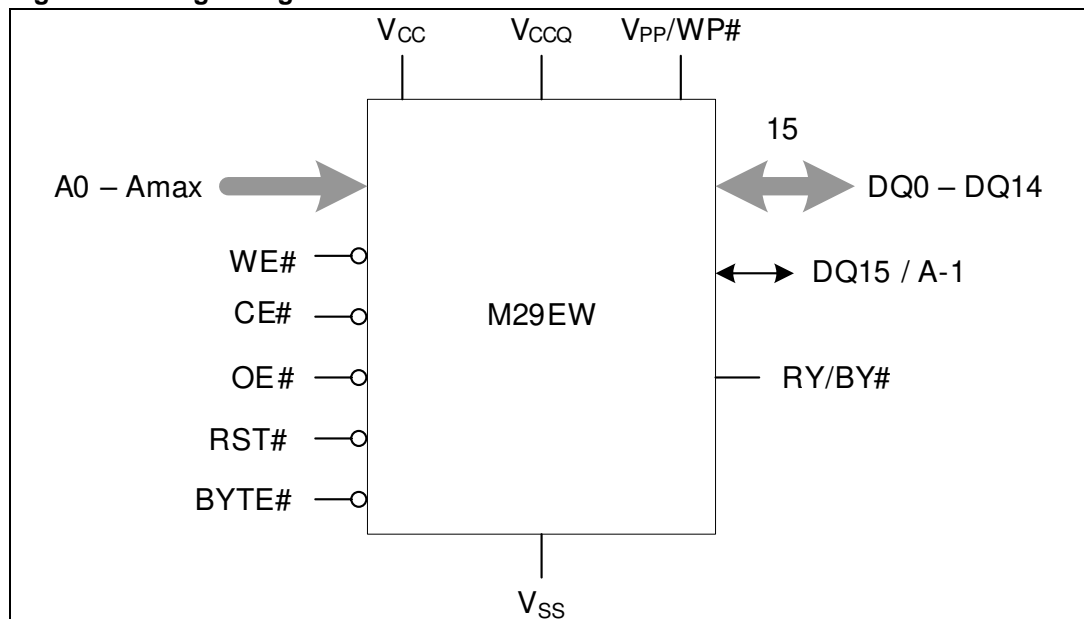 VCC VCCQ VPP/WP#
15
A0 – Amax DQ0 – DQ14
WE#
DQ15 / A-1
CE# M29EW
OE# RY/BY#
RST#
BYTE#
VSS